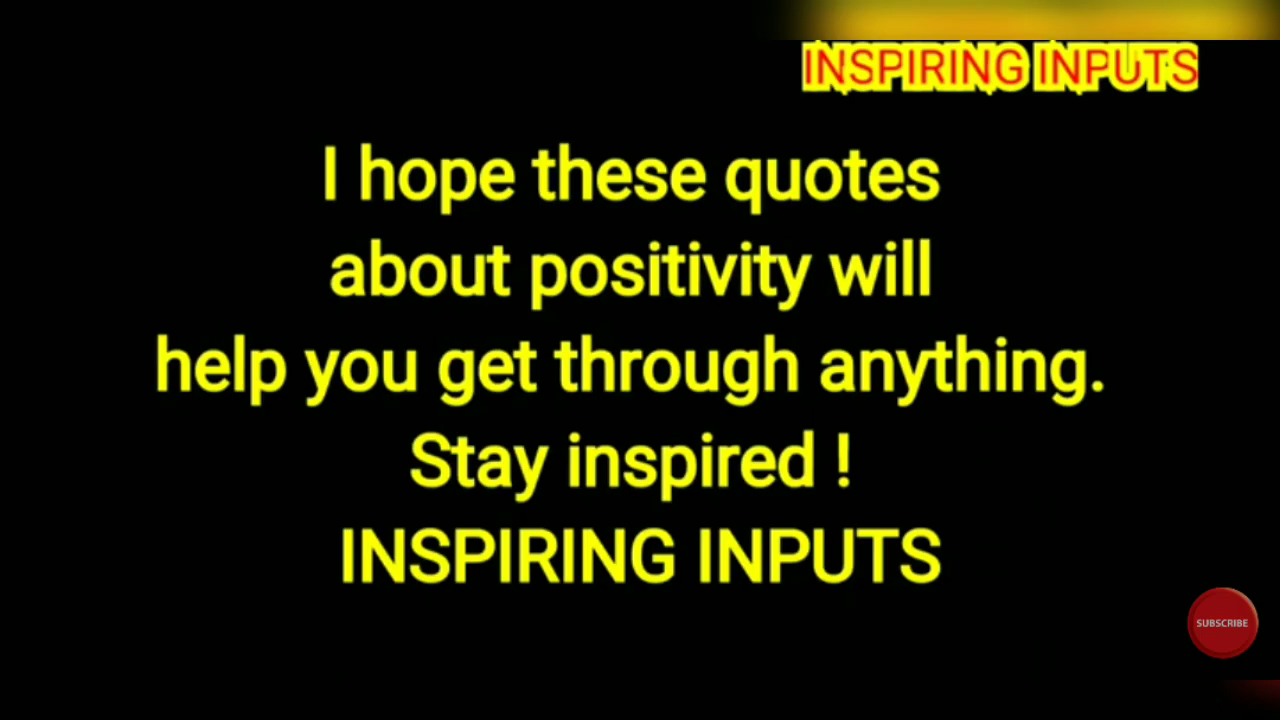 INSPIRING INPUTS
I hope these quotes
about positivity will
help you get through anything.
Stay inspired !
INSPIRING INPUTS
SUBSCRIBE